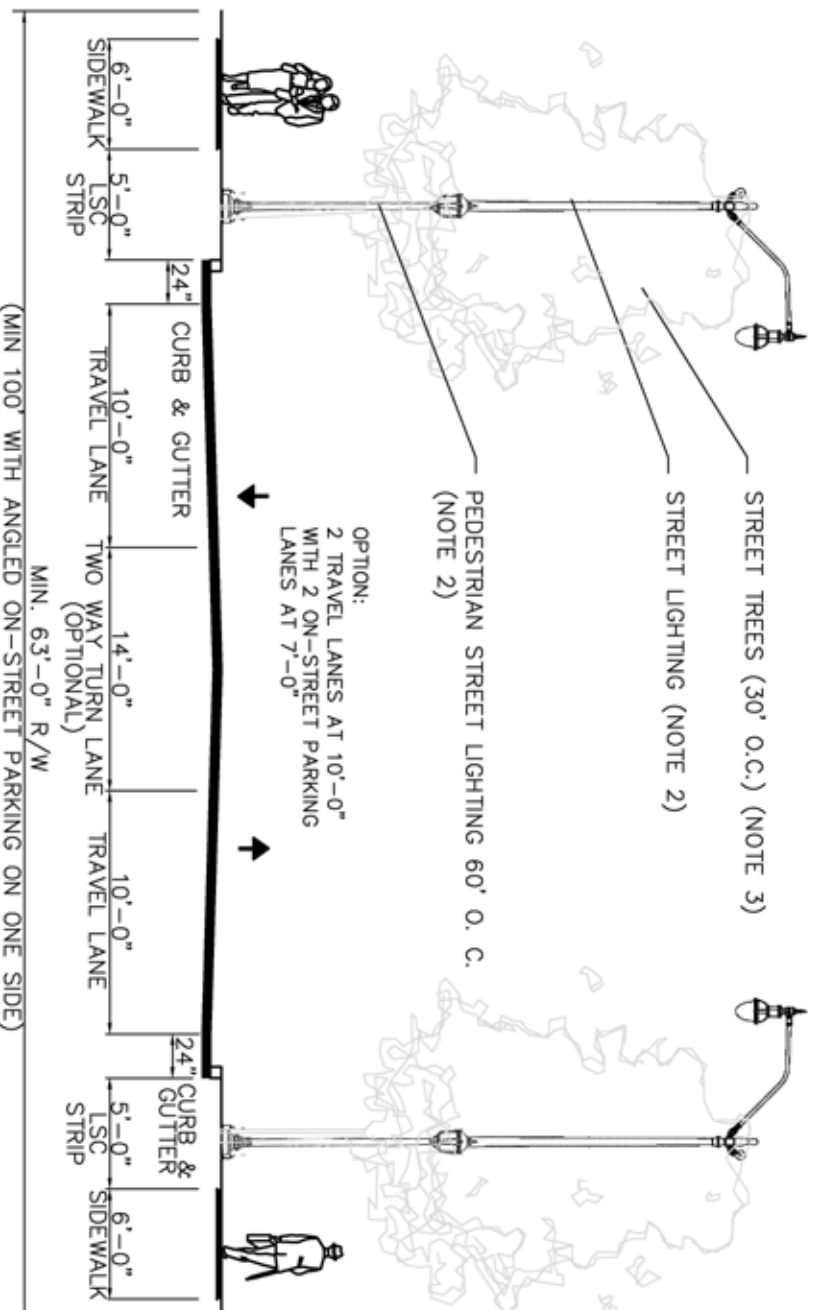 STREET TREES (30' O.C.) (NOTE 3)
STREET LIGHTING (NOTE 2)
PEDESTRIAN STREET LIGHTING 60' O. C.
(NOTE 2)
OPTION:
2 TRAVEL LANES AT 10'-0"
WITH 2 ON-STREET PARKING
LANES AT 7'-0"
6'-0"
SIDEWALK
5'-0"
LSC
STRIP
24"
CURB & GUTTER
10'-0"
TRAVEL LANE
14'-0"
TWO WAY TURN LANE
(OPTIONAL)
10'-0"
TRAVEL LANE
24"
CURB &
GUTTER
5'-0"
LSC
STRIP
6'-0"
SIDEWALK
MIN. 63'-0" R/W
(MIN 100' WITH ANGLED ON-STREET PARKING ON ONE SIDE)